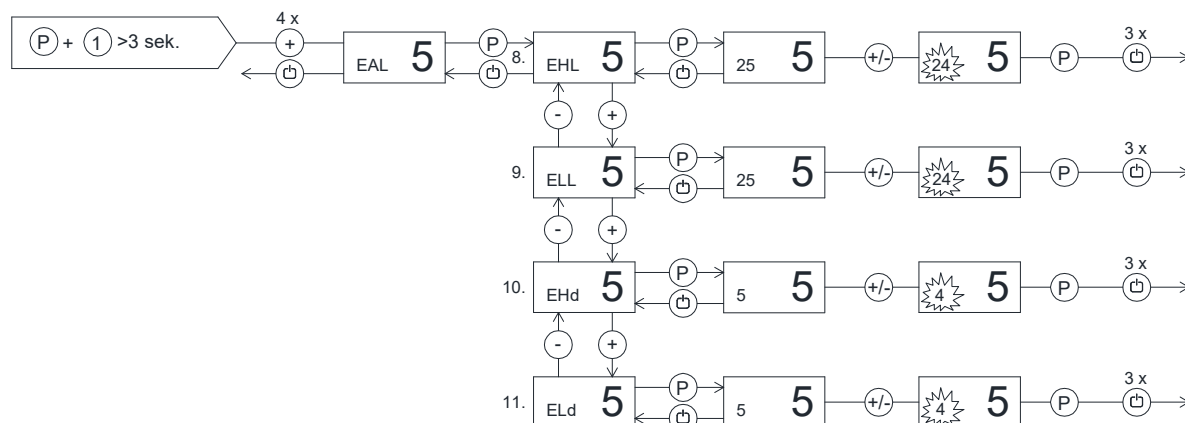 4 x
P + 1 >3 sek.
+
EAL 5
P
8.
EHL 5
P
25 5
+/-
24 5
P
3 x
-
+
9.
ELL 5
P
25 5
+/-
24 5
P
3 x
-
+
10.
EHd 5
P
5 5
+/-
4 5
P
3 x
-
+
11.
ELd 5
P
5 5
+/-
4 5
P
3 x